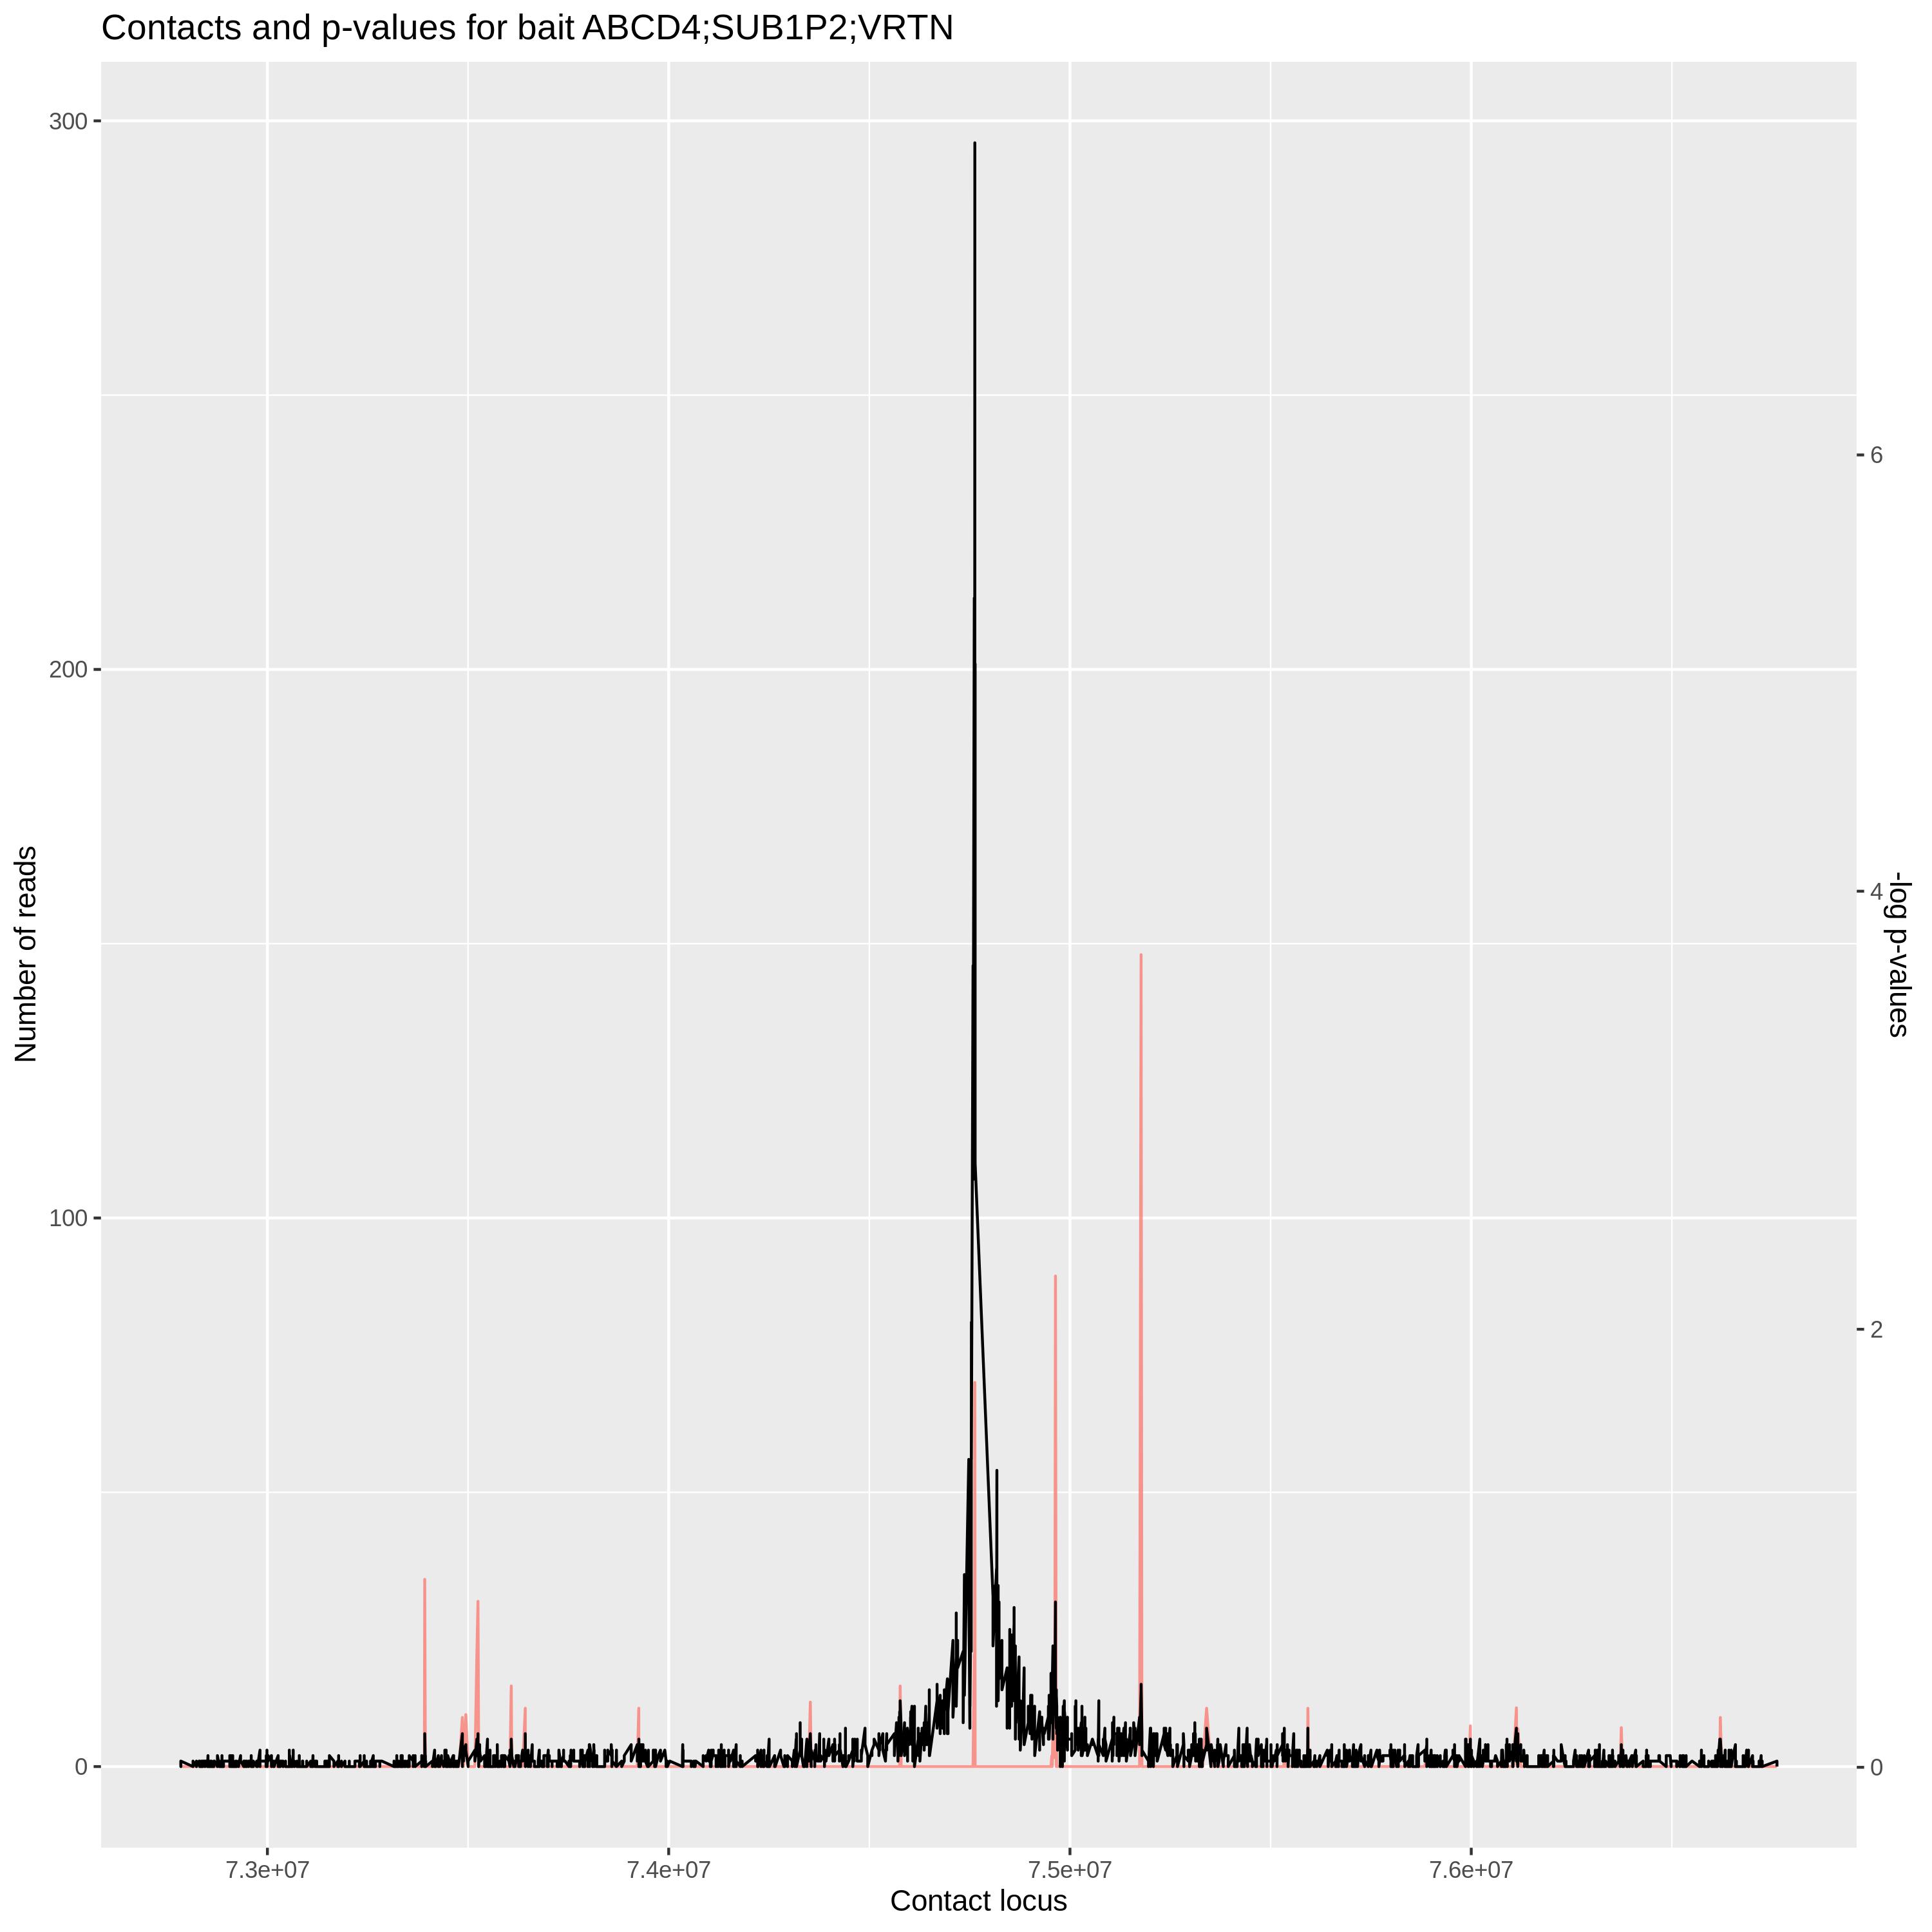 Contacts and p-values for bait ABCD4;SUB1P2;VRTN
300
200
100
0
Number of reads
6
4
2
0
-log p-values
7.3e+07
7.4e+07
7.5e+07
7.6e+07
Contact locus